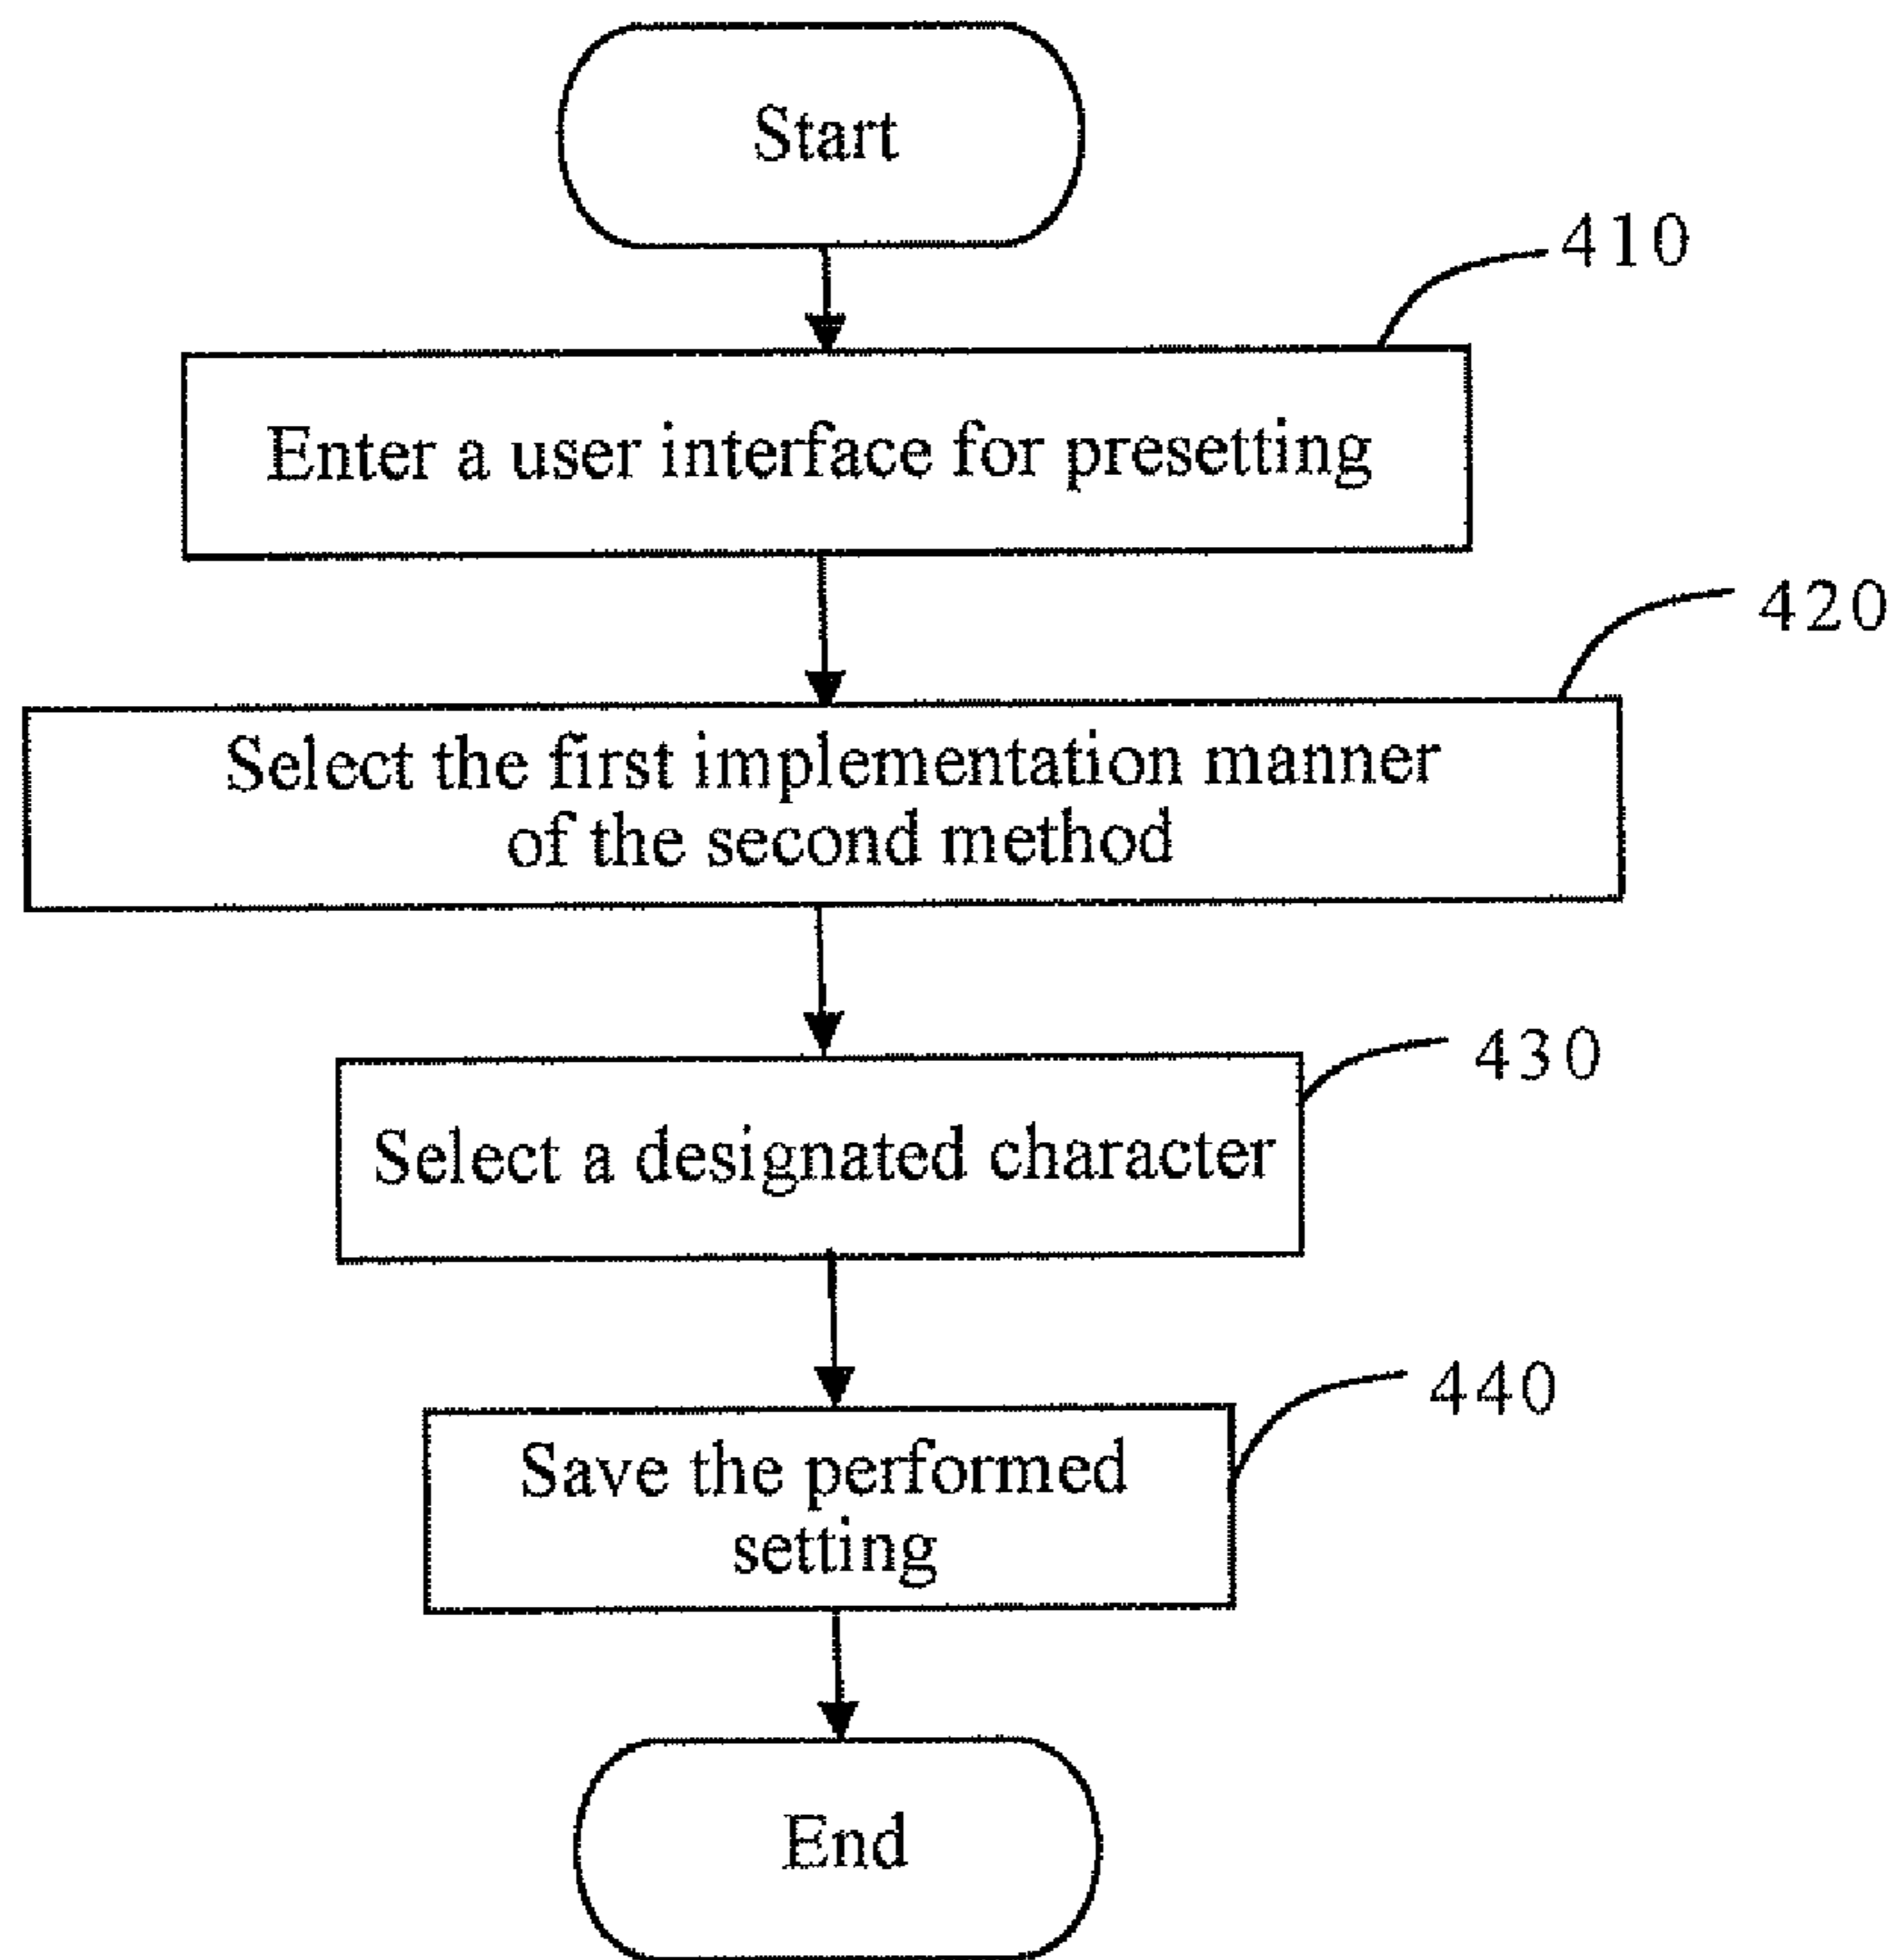 Start
410
Enter a user interface for presetting
420
Select the first implementation manner
of the second method
430
Select a designated character
440
Save the performed
setting
End